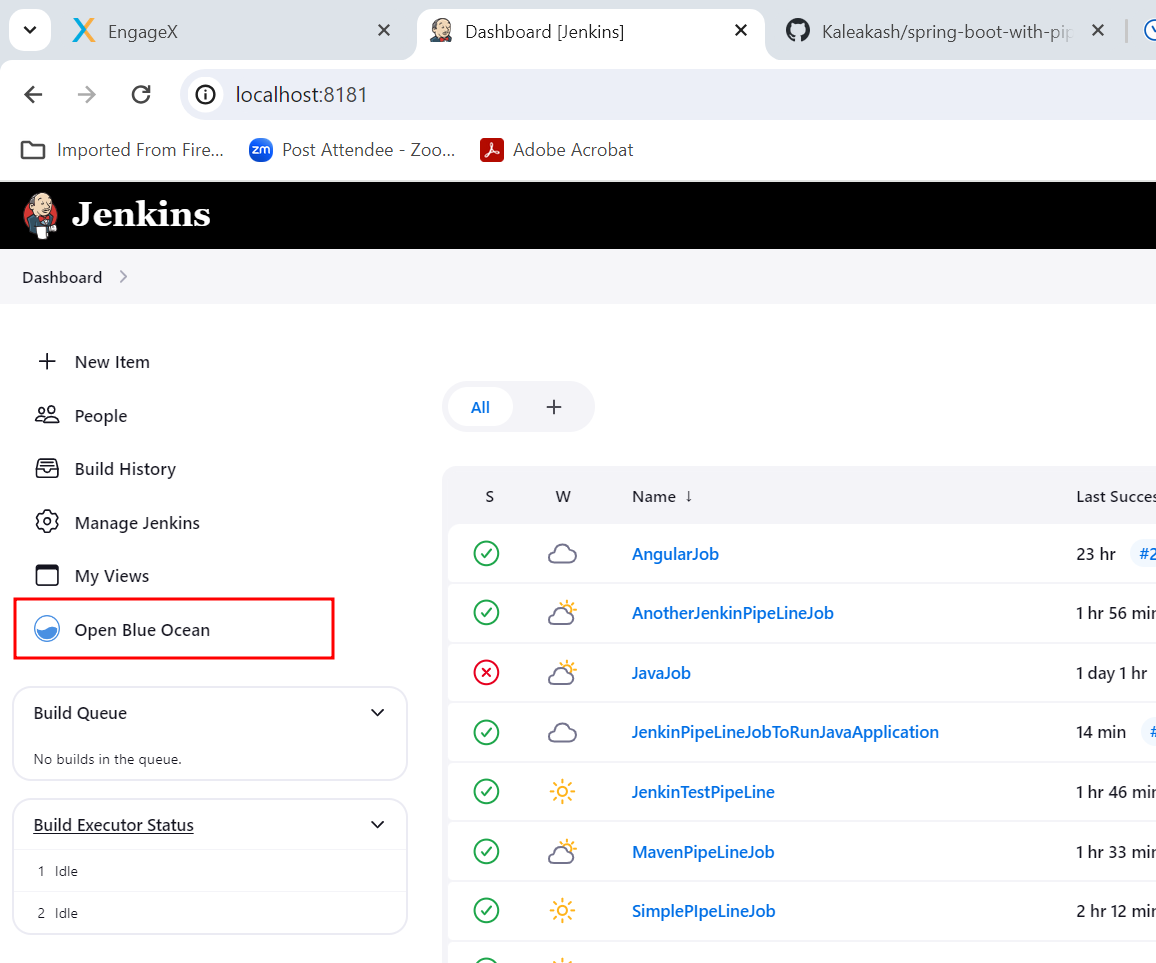 EngageX
Dashboard [Jenkins]
Kaleakash/spring-boot-with-pip
localhost:8181
Imported From Fire...
zm
Post Attendee - Zoo...
Adobe Acrobat
Jenkins
Dashboard
New Item
People
Build History
Manage Jenkins
My Views
Open Blue Ocean
Build Queue
No builds in the queue.
Build Executor Status
1 Idle
2 Idle
All
S W Name ↓ Last Succes
AngularJob 23 hr #2
AnotherJenkinPipeLineJob 1 hr 56 min
JavaJob 1 day 1 hr
JenkinPipeLineJobToRunJavaApplication 14 min #
JenkinTestPipeLine 1 hr 46 min
MavenPipeLineJob 1 hr 33 min
SimplePIpeLineJob 2 hr 12 min